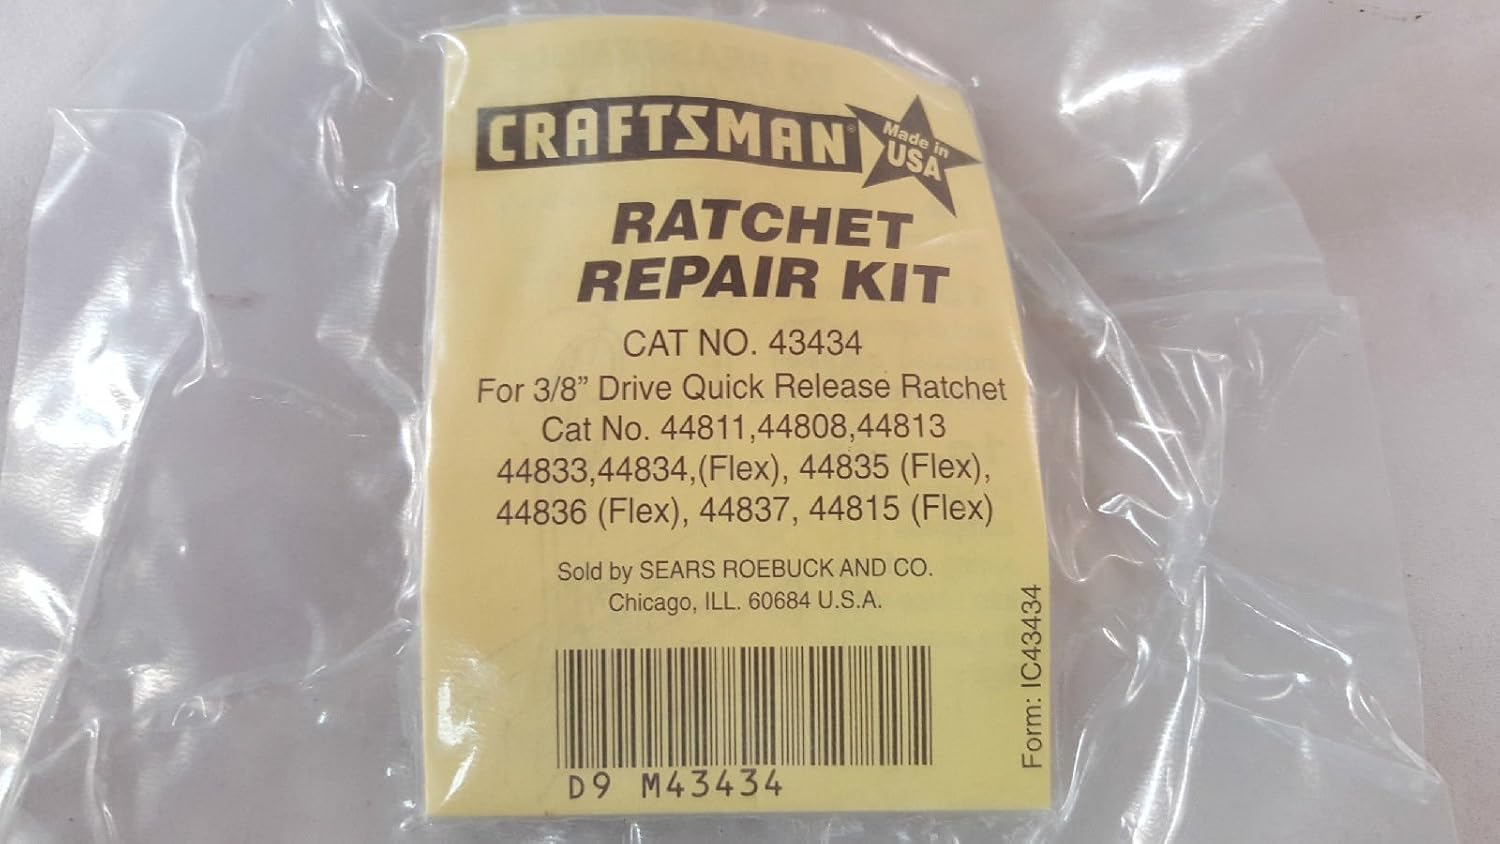 CRAFTSMAN®
Made in
USA
RATCHET
REPAIR KIT
CAT NO. 43434
For 3/8” Drive Quick Release Ratchet
Cat No. 44811,44808,44813
44833,44834,(Flex), 44835 (Flex),
44836 (Flex), 44837, 44815 (Flex)
Sold by SEARS ROEBUCK AND CO.
Chicago, ILL. 60684 U.S.A.
D9 M43434
Form: IC43434